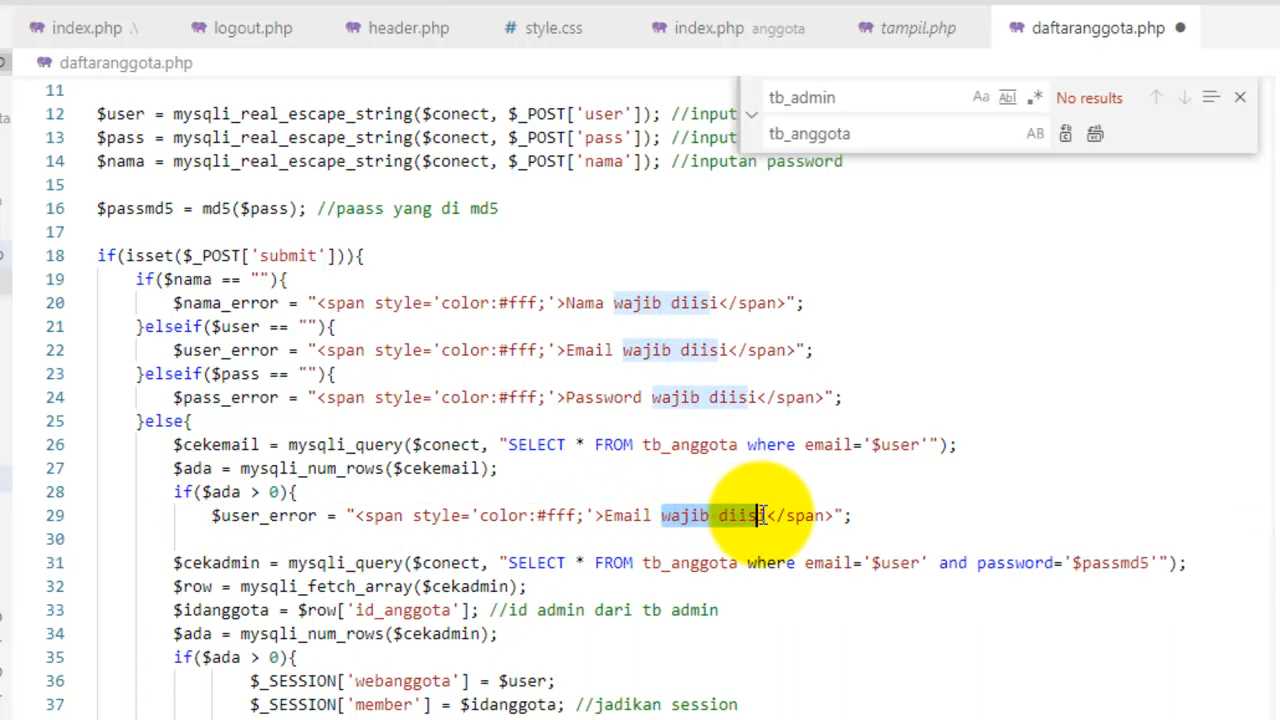 index.php .\ logout.php header.php # style.css index.php anggota tampil.php daftaranggota.php
daftaranggota.php
tb_admin Aa Abl .* No results
tb_anggota AB
11
12 $user = mysqli_real_escape_string($conect, $_POST['user']); //input
13 $pass = mysqli_real_escape_string($conect, $_POST['pass']); //input
14 $nama = mysqli_real_escape_string($conect, $_POST['nama']); //inputan password
15
16 $passmd5 = md5($pass); //paass yang di md5
17
18 if(isset($_POST['submit'])){
19 if($nama == ""){
20 $nama_error = "<span style='color:#fff;'>Nama wajib diisi</span>";
21 }elseif($user == ""){
22 $user_error = "<span style='color:#fff;'>Email wajib diisi</span>";
23 }elseif($pass == ""){
24 $pass_error = "<span style='color:#fff;'>Password wajib diisi</span>";
25 }else{
26 $cekemail = mysqli_query($conect, "SELECT * FROM tb_anggota where email='$user'");
27 $ada = mysqli_num_rows($cekemail);
28 if($ada > 0){
29 $user_error = "<span style='color:#fff;'>Email wajib diisi</span>";
30
31 $cekadmin = mysqli_query($conect, "SELECT * FROM tb_anggota where email='$user' and password='$passmd5'");
32 $row = mysqli_fetch_array($cekadmin);
33 $idanggota = $row['id_anggota']; //id admin dari tb admin
34 $ada = mysqli_num_rows($cekadmin);
35 if($ada > 0){
36 $_SESSION['webanggota'] = $user;
37 $_SESSION['member'] = $idanggota; //jadikan session